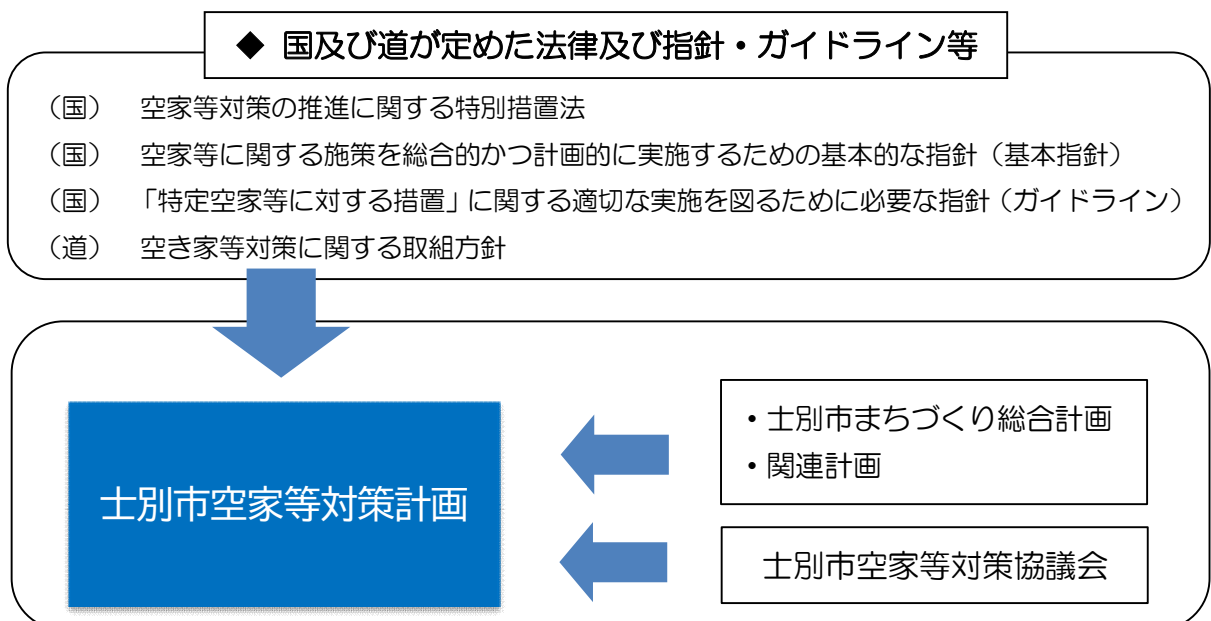 ◆ 国及び道が定めた法律及び指針・ガイドライン等
（国） 空家等対策の推進に関する特別措置法
（国） 空家等に関する施策を総合的かつ計画的に実施するための基本的な指針（基本指針）
（国） 「特定空家等に対する措置」に関する適切な実施を図るために必要な指針（ガイドライン）
（道） 空き家等対策に関する取組方針
士別市空家等対策計画
・士別市まちづくり総合計画
・関連計画
士別市空家等対策協議会